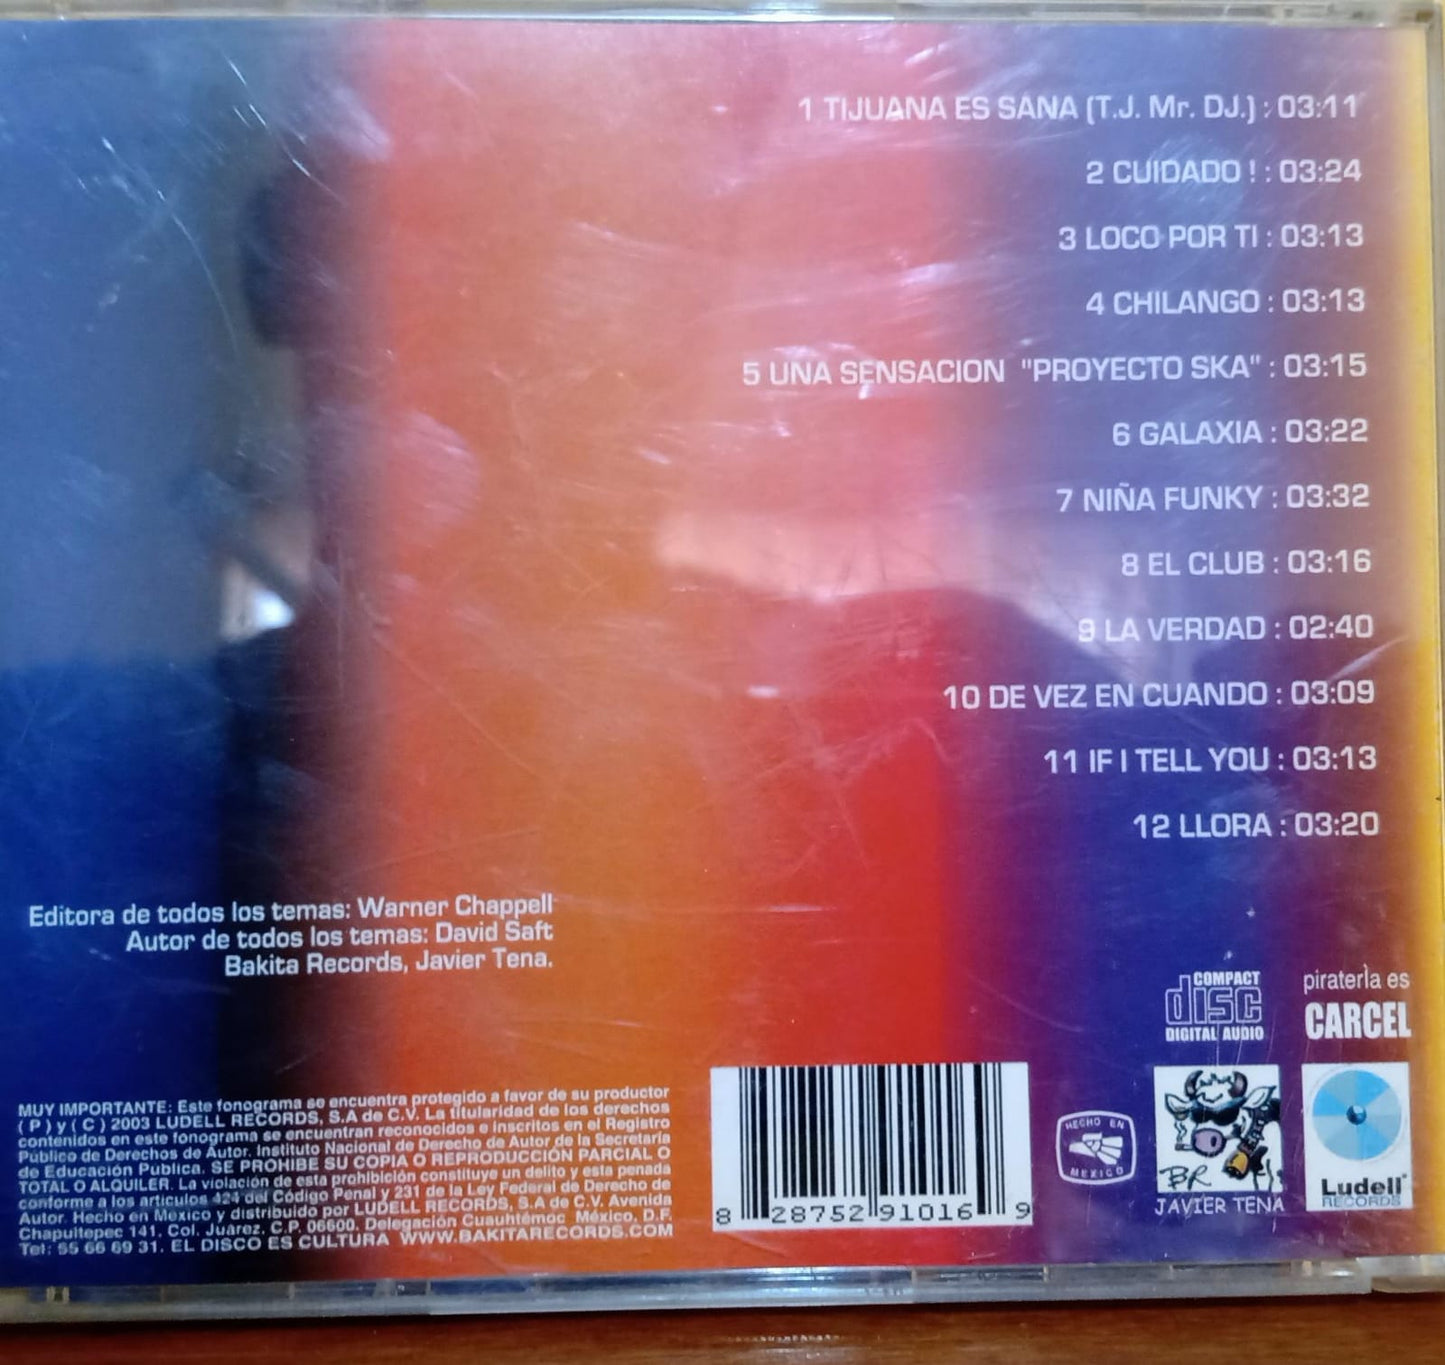 1 TIJUANA ES SANA (T.J. Mr. DJ.) : 03:11
2 CUIDADO ! : 03:24
3 LOCO POR TI : 03:13
4 CHILANGO : 03:13
5 UNA SENSACION "PROYECTO SKA" : 03:15
6 GALAXIA : 03:22
7 NIÑA FUNKY : 03:32
8 EL CLUB : 03:16
9 LA VERDAD : 02:40
10 DE VEZ EN CUANDO : 03:09
11 IF I TELL YOU : 03:13
12 LLORA : 03:20
Editora de todos los temas: Warner Chappell
Autor de todos los temas: David Saft
Bakita Records, Javier Tena.
MUY IMPORTANTE: Este fonograma se encuentra protegido a favor de su productor
( P ) y ( C ) 2003 LUDELL RECORDS, S.A de C.V. La titularidad de los derechos
contenidos en este fonograma se encuentran reconocidos e inscritos en el Registro
Público de Derechos de Autor. Instituto Nacional de Derecho de Autor de la Secretaría
de Educación Pública. SE PROHIBE SU COPIA O REPRODUCCIÓN PARCIAL O
TOTAL O ALQUILER. La violación de esta prohibición constituye un delito y esta penada
conforme a los articulos 424 del Código Penal y 231 de la Ley Federal de Derecho de
Autor. Hecho en México y distribuido por LUDELL RECORDS, S.A de C.V. Avenida
Chapultepec 141. Col. Juárez. C.P. 06600. Delegación Cuauhtémoc México. D.F.
Tel: 55 66 69 31. EL DISCO ES CULTURA WWW.BAKITARECORDS.COM
8 28752 91016 9
HECHO EN
MEXICO
COMPACT
disc
DIGITAL AUDIO
piratería es
CARCEL
BR
JAVIER TENA
Ludell
RECORDS